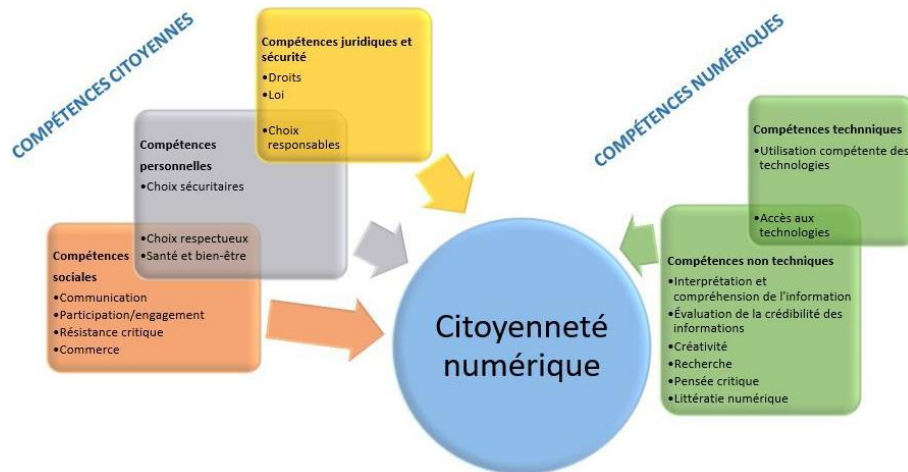 COMPÉTENCES CITOYENNES
Compétences juridiques et
sécurité
•Droits
•Loi
•Choix
responsables
Compétences
personnelles
•Choix sécuritaires
•Choix respectueux
•Santé et bien-être
Compétences
sociales
•Communication
•Participation/engagement
•Résistance critique
•Commerce
Citoyenneté
numérique
COMPÉTENCES NUMÉRIQUES
Compétences technniques
•Utilisation compétente des
technologies
•Accès aux
technologies
Compétences non techniques
•Interprétation et
compréhension de l'information
•Évaluation de la crédibilité des
informations
•Créativité
•Recherche
•Pensée critique
•Littératie numérique